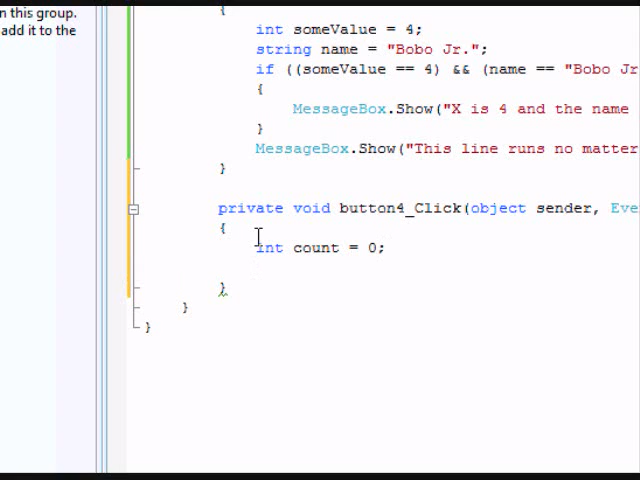 n this group.
add it to the
{
int someValue = 4;
string name = "Bobo Jr.";
if ((someValue == 4) && (name == "Bobo Jr
{
MessageBox.Show("X is 4 and the name
}
MessageBox.Show("This line runs no matter
}
private void button4_Click(object sender, Eve
{
int count = 0;
}
}
}